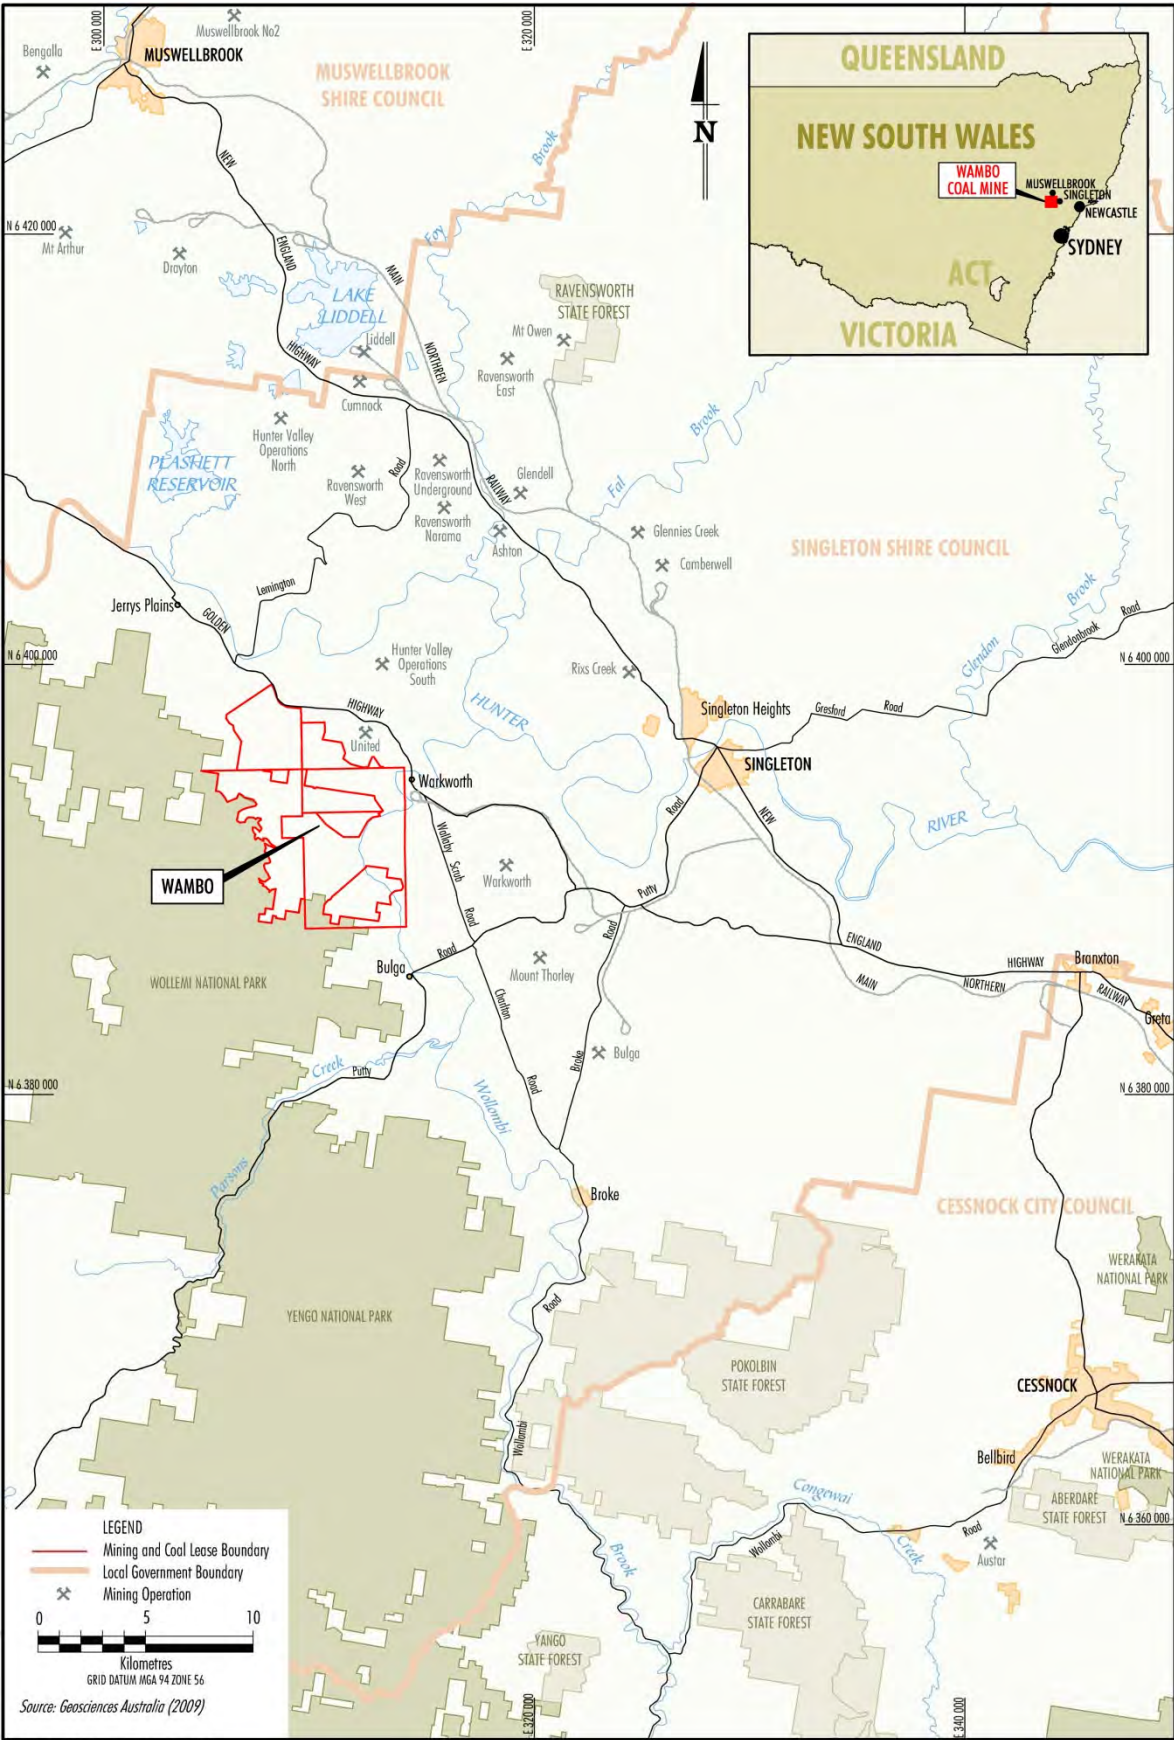 E 300 000
E 320 000
Muswellbrook No2
Bengalla
MUSWELLBROOK
MUSWELLBROOK
SHIRE COUNCIL
N
QUEENSLAND
NEW SOUTH WALES
WAMBO
COAL MINE
MUSWELLBROOK
SINGLETON
NEWCASTLE
SYDNEY
ACT
VICTORIA
NEW
ENGLAND
HIGHWAY
Foy
Brook
N 6 420 000
Mt Arthur
Drayton
MAIN
NORTHREN
RAILWAY
LAKE
LIDDELL
Liddell
RAVENSWORTH
STATE FOREST
Mt Owen
Ravensworth
East
Cumnock
Hunter Valley
Operations
North
PLASHETT
RESERVOIR
Ravensworth
West
Road
Ravensworth
Underground
Ravensworth
Narama
Glendell
Ashton
Fal
Brook
Glennies Creek
Camberwell
SINGLETON SHIRE COUNCIL
Lemington
Jerrys Plains
GOLDEN
HIGHWAY
N 6 400 000
N 6 400 000
Hunter Valley
Operations
South
Rixs Creek
HUNTER
RIVER
Glendon
Brook
Glendonbrook
Road
Singleton Heights
Gresford
Road
SINGLETON
United
Warkworth
Wallaby
Scrub
Road
Warkworth
Road
Putty
NEW
ENGLAND
HIGHWAY
WAMBO
WOLLEMI NATIONAL PARK
Bulga
Road
Mount Thorley
Road
Broke
Bulga
Charlton
Road
MAIN
NORTHERN
RAILWAY
Branxton
Greta
N 6 380 000
N 6 380 000
Creek
Parsons
Putty
Wollombi
Broke
CESSNOCK CITY COUNCIL
WERAKATA
NATIONAL PARK
YENGO NATIONAL PARK
Road
Wollombi
POKOLBIN
STATE FOREST
CESSNOCK
Bellbird
WERAKATA
NATIONAL PARK
ABERDARE
STATE FOREST
N 6 360 000
Congewai
Creek
Wollombi
Road
Austar
Brook
CARRABARE
STATE FOREST
YANGO
STATE FOREST
LEGEND
Mining and Coal Lease Boundary
Local Government Boundary
Mining Operation
0 5 10
Kilometres
GRID DATUM MGA 94 ZONE 56
Source: Geosciences Australia (2009)
E 320 000
E 340 000